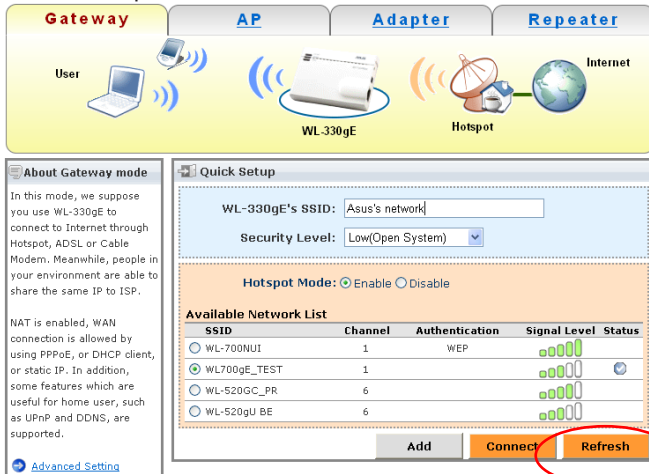 Gateway
AP
Adapter
Repeater
User
Internet
WL-330gE
Hotspot
About Gateway mode
In this mode, we suppose
you use WL-330gE to
connect to Internet through
Hotspot, ADSL or Cable
Modem. Meanwhile, people in
your environment are able to
share the same IP to ISP.
NAT is enabled, WAN
connection is allowed by
using PPPoE, or DHCP client,
or static IP. In addition,
some features which are
useful for home user, such
as UPnP and DDNS, are
supported.
Advanced Setting
Quick Setup
WL-330gE's SSID: Asus's network
Security Level: Low(Open System)
Hotspot Mode: Enable Disable
Available Network List
SSID Channel Authentication Signal Level Status
WL-700NUI 1 WEP
WL700gE_TEST 1
WL-520GC_PR 6
WL-520gU BE 6
Add Connect Refresh